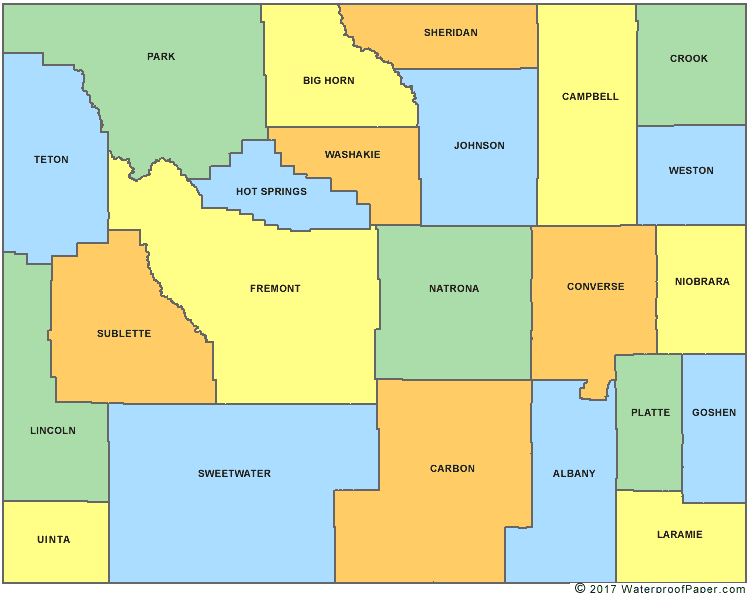 SHERIDAN
PARK
CROOK
BIG HORN
CAMPBELL
JOHNSON
WASHAKIE
TETON
WESTON
HOT SPRINGS
NIOBRARA
CONVERSE
FREMONT
NATRONA
SUBLETTE
PLATTE
GOSHEN
LINCOLN
CARBON
SWEETWATER
ALBANY
LARAMIE
UINTA
© 2017 WaterproofPaper.com